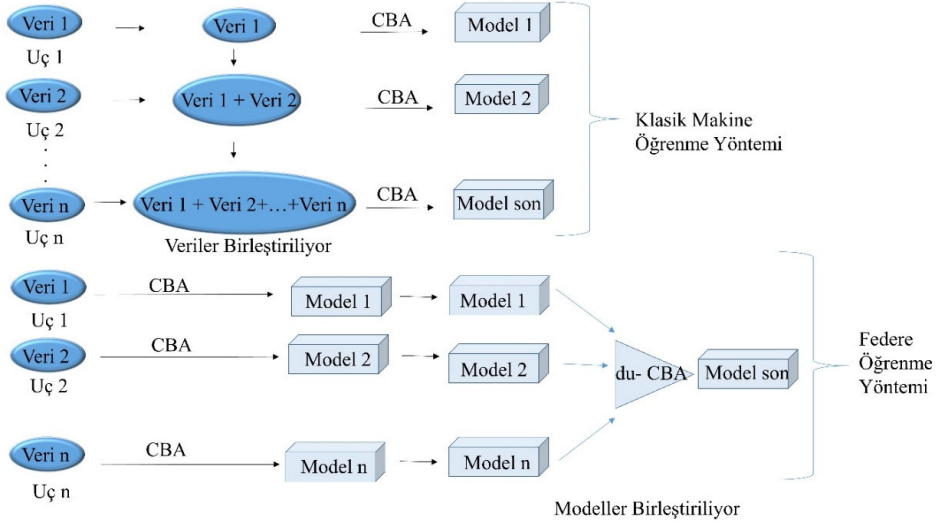 Veri 1
Veri 1
CBA
Model 1
Uç 1
Veri 2
Veri 1 + Veri 2
CBA
Model 2
Uç 2
.
.
.
Klasik Makine
Öğrenme Yöntemi
Veri n
Veri 1 + Veri 2+…+Veri n
CBA
Model son
Uç n
Veriler Birleştiriliyor
Veri 1
CBA
Model 1
Model 1
Uç 1
Veri 2
CBA
Model 2
Model 2
Uç 2
du- CBA
Model son
Federe
Öğrenme
Yöntemi
Veri n
CBA
Model n
Model n
Uç n
Modeller Birleştiriliyor